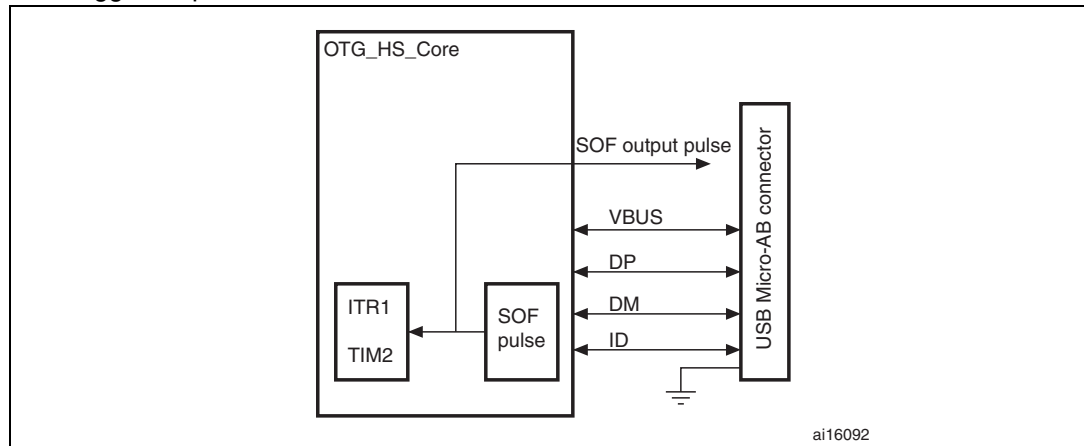 OTG_HS_Core
SOF output pulse
VBUS
DP
DM
ID
ITR1
TIM2
SOF
pulse
USB Micro-AB connector
ai16092